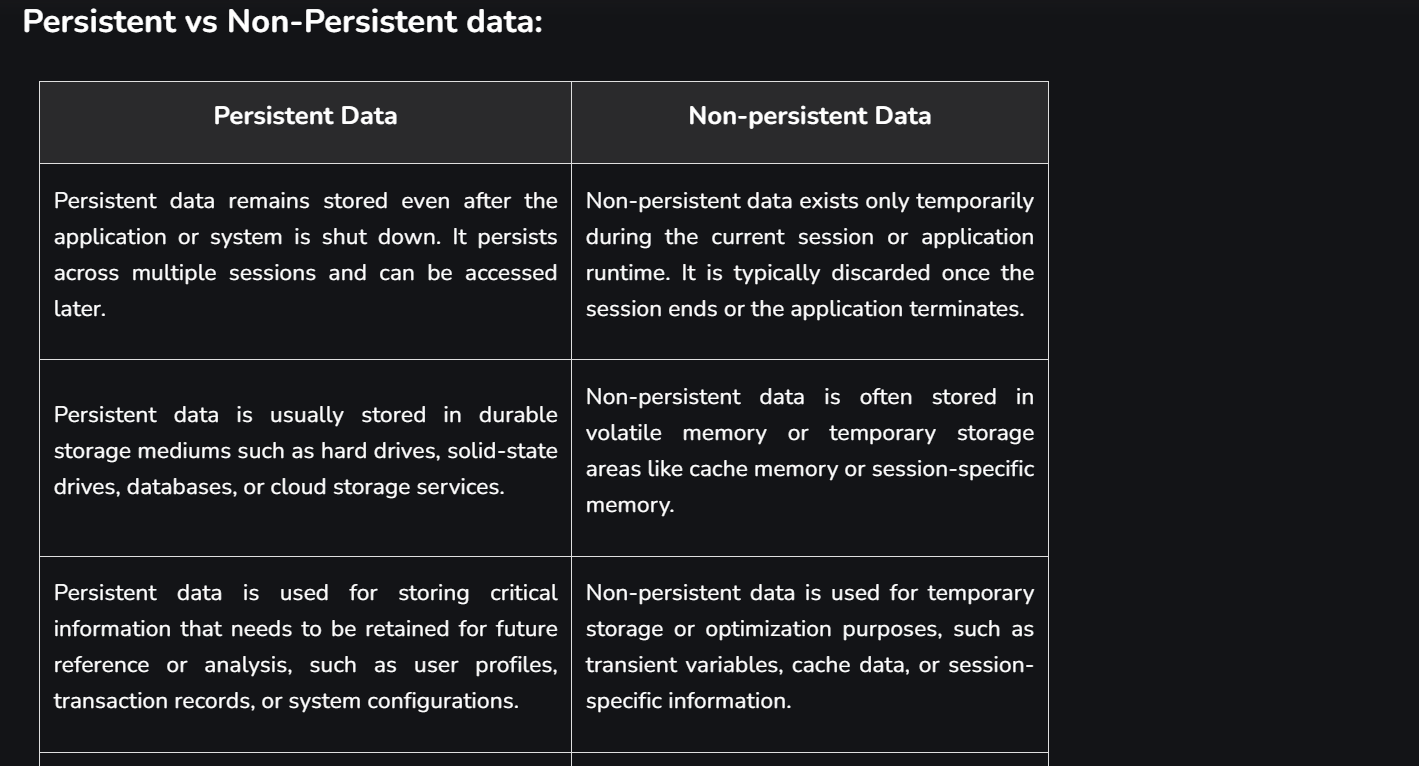 Persistent vs Non-Persistent data:
Persistent Data
Non-persistent Data
Persistent data remains stored even after the
application or system is shut down. It persists
across multiple sessions and can be accessed
later.
Non-persistent data exists only temporarily
during the current session or application
runtime. It is typically discarded once the
session ends or the application terminates.
Persistent data is usually stored in durable
storage mediums such as hard drives, solid-state
drives, databases, or cloud storage services.
Non-persistent data is often stored in
volatile memory or temporary storage
areas like cache memory or session-specific
memory.
Persistent data is used for storing critical
information that needs to be retained for future
reference or analysis, such as user profiles,
transaction records, or system configurations.
Non-persistent data is used for temporary
storage or optimization purposes, such as
transient variables, cache data, or session-
specific information.